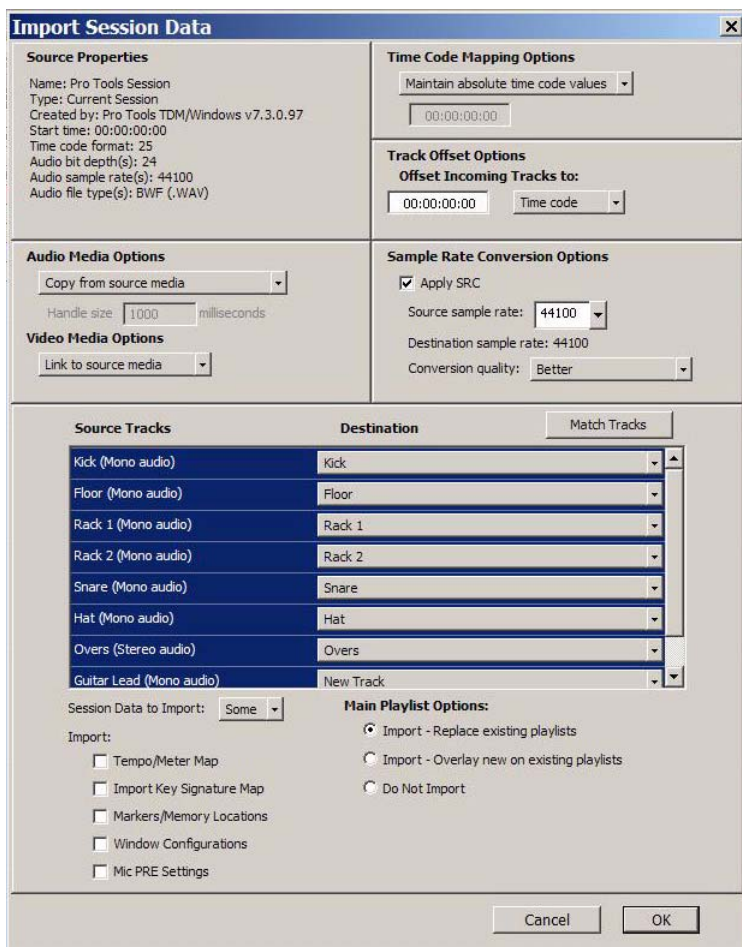 Import Session Data
Source Properties
Name: Pro Tools Session
Type: Current Session
Created by: Pro Tools TDM/Windows v7.3.0.97
Start time: 00:00:00:00
Time code format: 25
Audio bit depth(s): 24
Audio sample rate(s): 44100
Audio file type(s): BWF (.WAV)
Time Code Mapping Options
Maintain absolute time code values
00:00:00:00
Track Offset Options
Offset Incoming Tracks to:
00:00:00:00 Time code
Audio Media Options
Copy from source media
Handle size 1000 milliseconds
Video Media Options
Link to source media
Sample Rate Conversion Options
Apply SRC
Source sample rate: 44100
Destination sample rate: 44100
Conversion quality: Better
Source Tracks Destination Match Tracks
Kick (Mono audio) Kick
Floor (Mono audio) Floor
Rack 1 (Mono audio) Rack 1
Rack 2 (Mono audio) Rack 2
Snare (Mono audio) Snare
Hat (Mono audio) Hat
Overs (Stereo audio) Overs
Guitar Lead (Mono audio) New Track
Session Data to Import: Some
Import:
Tempo/Meter Map
Import Key Signature Map
Markers/Memory Locations
Window Configurations
Mic PRE Settings
Main Playlist Options:
Import - Replace existing playlists
Import - Overlay new on existing playlists
Do Not Import
Cancel OK